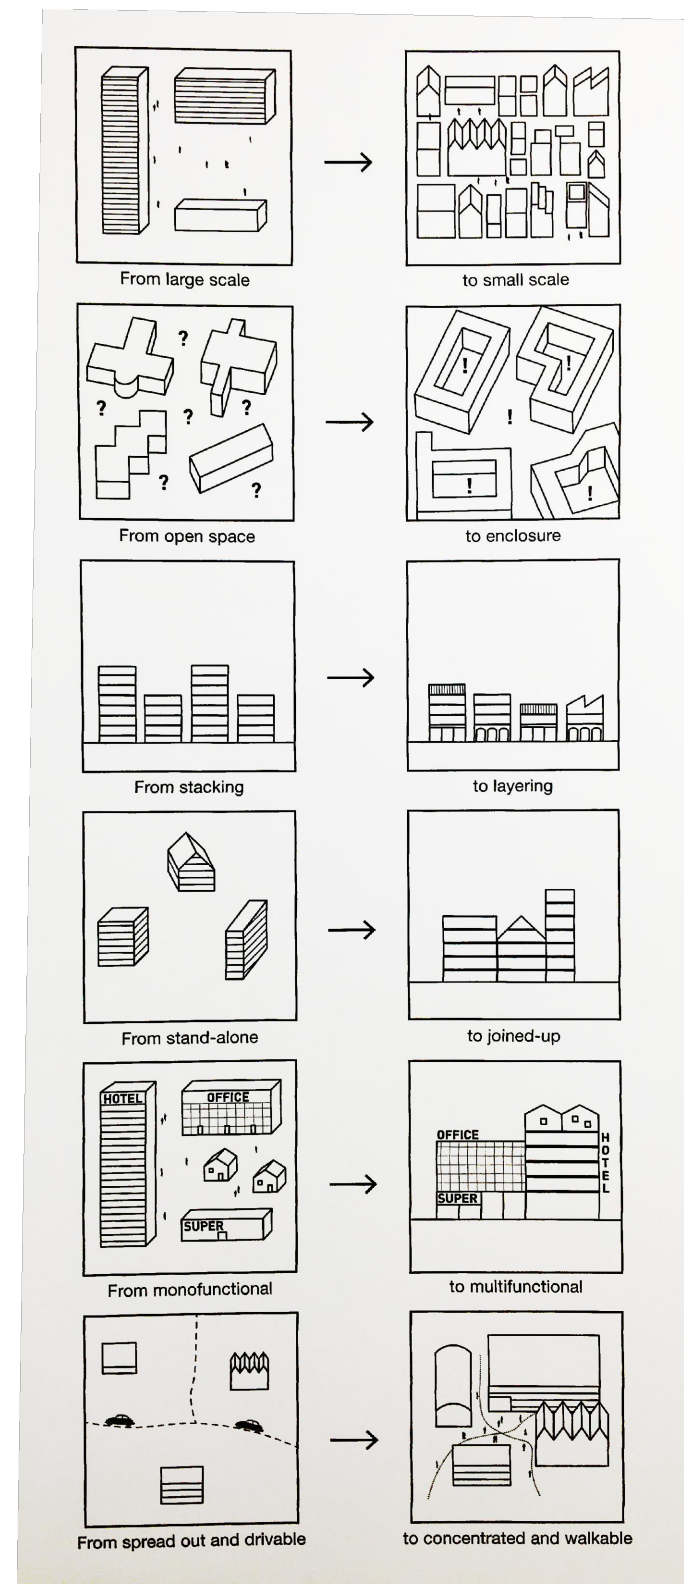 From large scale
to small scale
?
?
?
?
?
?
!
!
!
!
!
From open space
to enclosure
From stacking
to layering
From stand-alone
to joined-up
HOTEL
OFFICE
SUPER
OFFICE
HOTEL
SUPER
From monofunctional
to multifunctional
From spread out and drivable
to concentrated and walkable